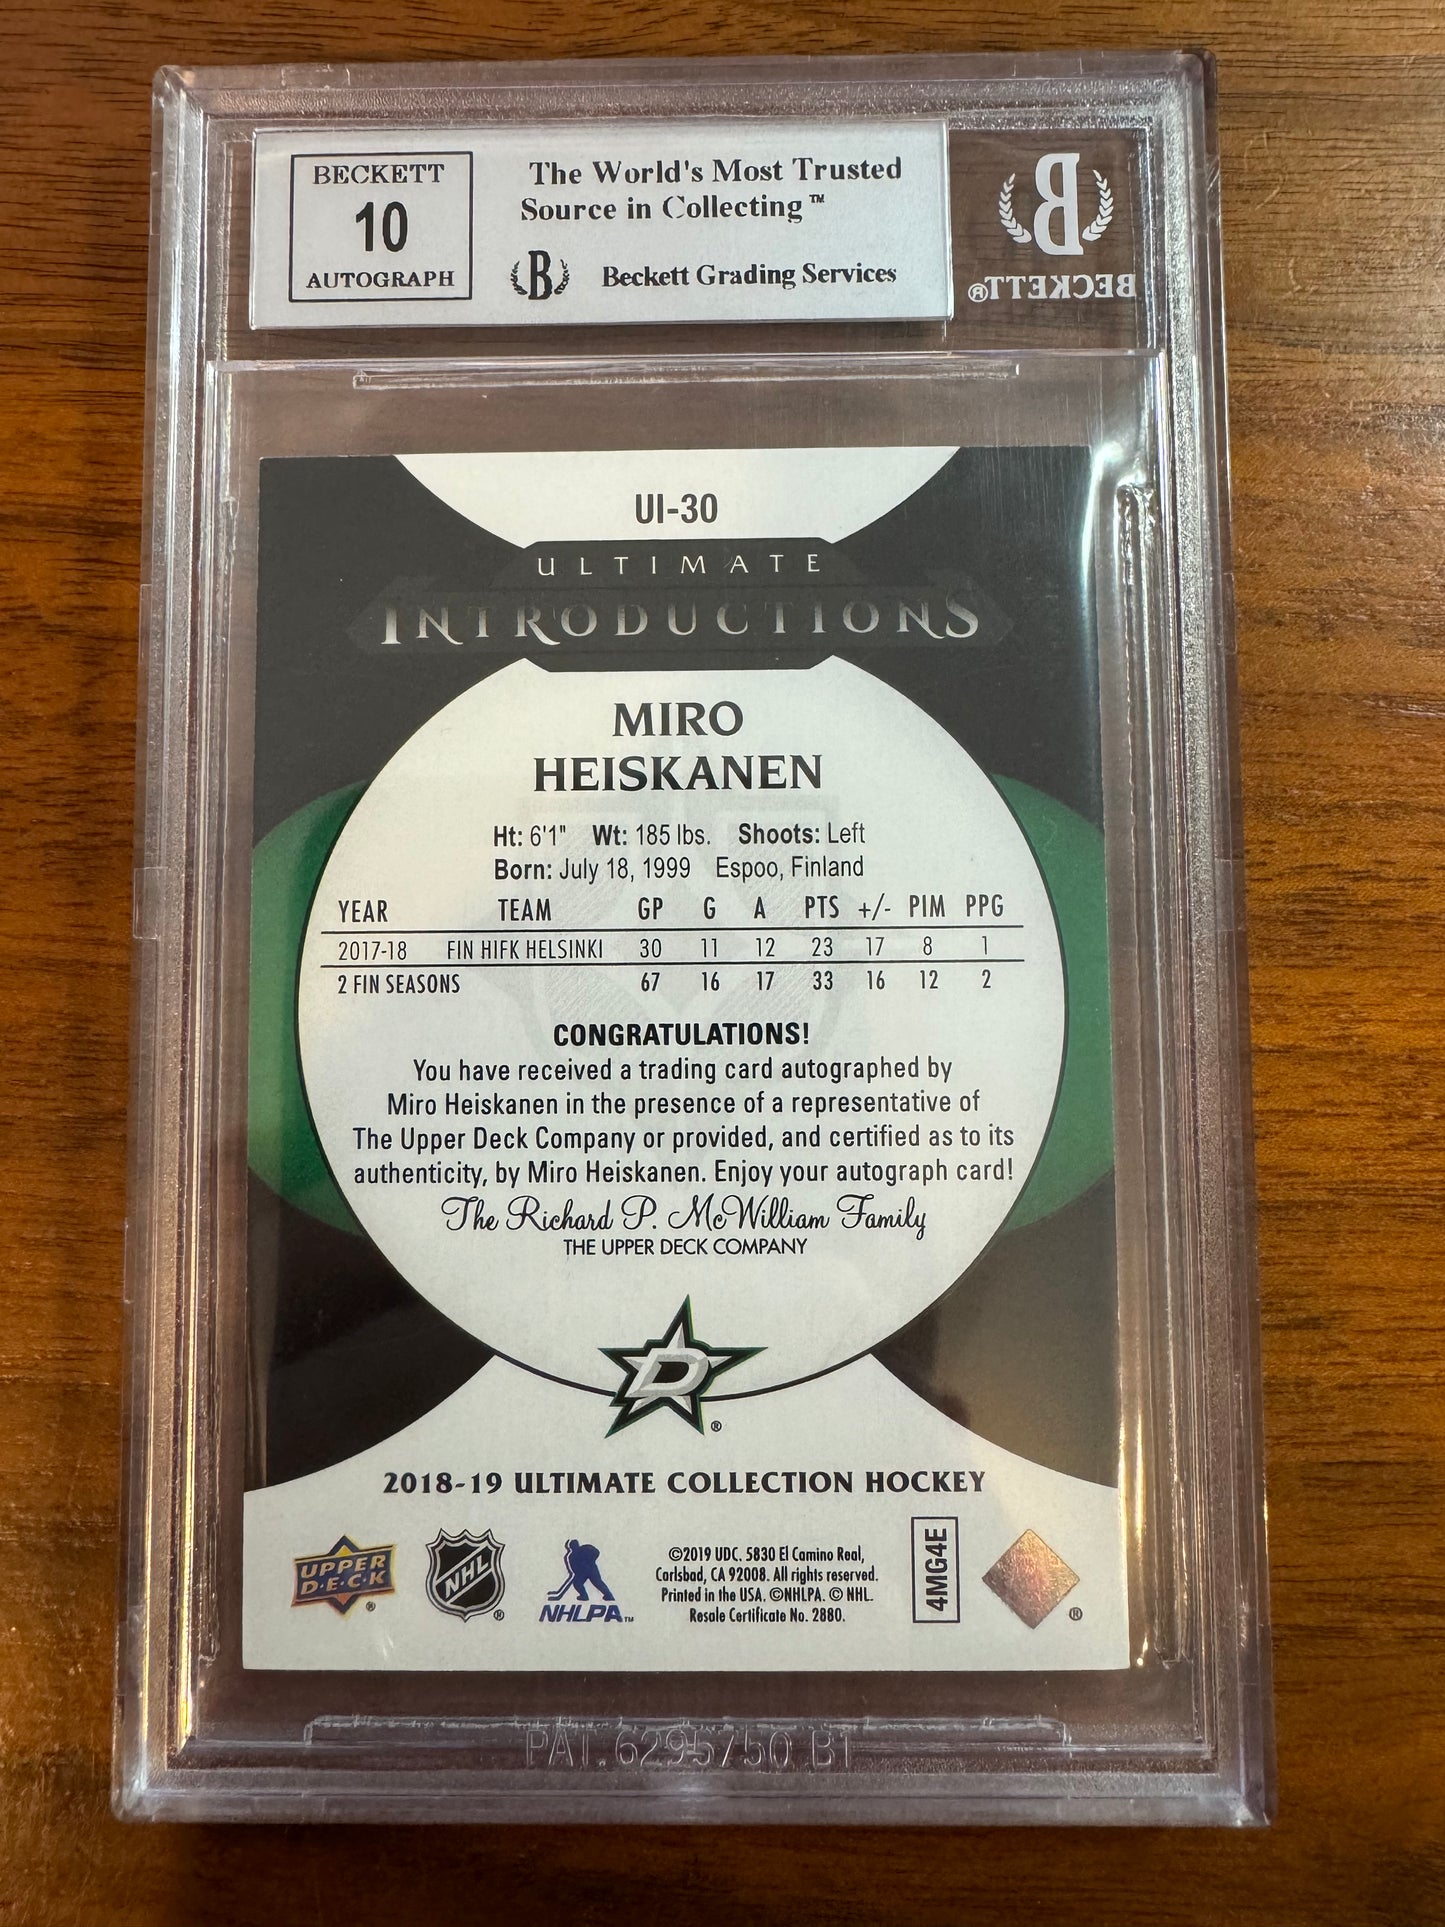 BECKETT
10
AUTOGRAPH
The World's Most Trusted
Source in Collecting™
B Beckett Grading Services
B
BECKETT®
UI-30
ULTIMATE
INTRODUCTIONS
MIRO
HEISKANEN
Ht: 6'1" Wt: 185 lbs. Shoots: Left
Born: July 18, 1999 Espoo, Finland
YEAR TEAM GP G A PTS +/- PIM PPG
2017-18 FIN HIFK HELSINKI 30 11 12 23 17 8 1
2 FIN SEASONS 67 16 17 33 16 12 2
CONGRATULATIONS!
You have received a trading card autographed by
Miro Heiskanen in the presence of a representative of
The Upper Deck Company or provided, and certified as to its
authenticity, by Miro Heiskanen. Enjoy your autograph card!
The Richard P. McWilliam Family
THE UPPER DECK COMPANY
D ®
2018-19 ULTIMATE COLLECTION HOCKEY
UPPER
D·E·C·K ®
NHL ®
NHLPA™
©2019 UDC. 5830 El Camino Real,
Carlsbad, CA 92008. All rights reserved.
Printed in the USA. ©NHLPA. © NHL.
Resale Certificate No. 2880.
4MG4E
®
PAT. 6295750 B1